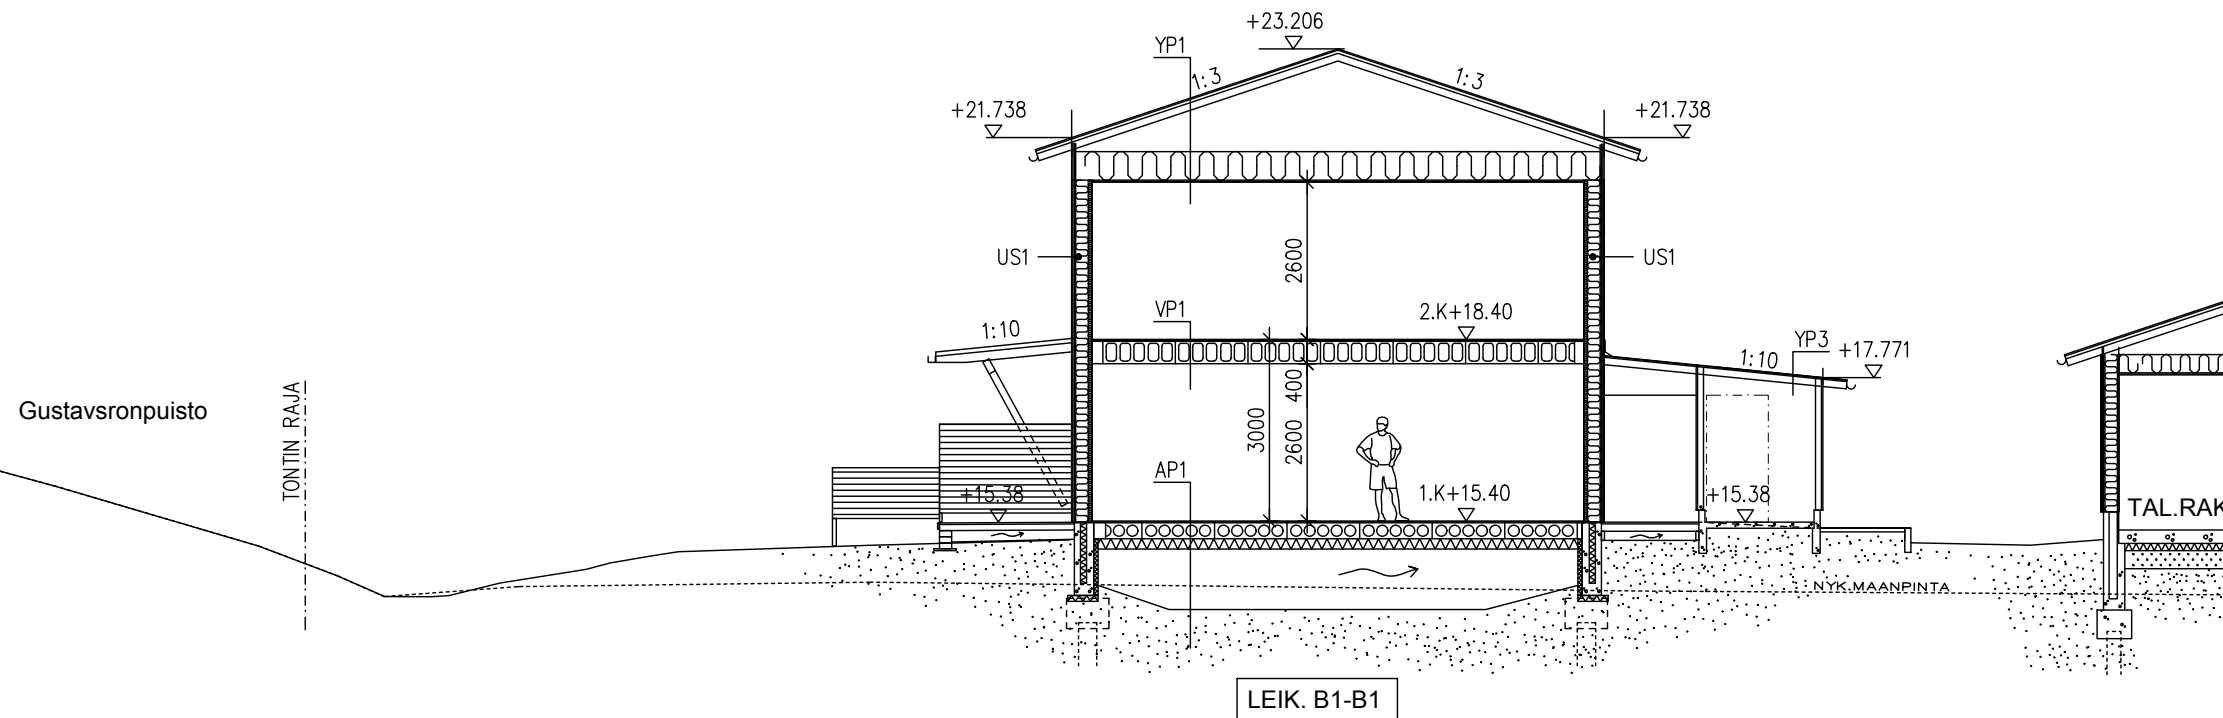 +23.206
YP1
1:3
1:3
+21.738
+21.738
US1
US1
2600
VP1
2.K+18.40
1:10
YP3
+17.771
1:10
400
Gustavsronpuisto
TONTIN RAJA
3000
2600
AP1
+15.38
1.K+15.40
+15.38
TAL.RAK
NYK.MAANPINTA
LEIK. B1-B1